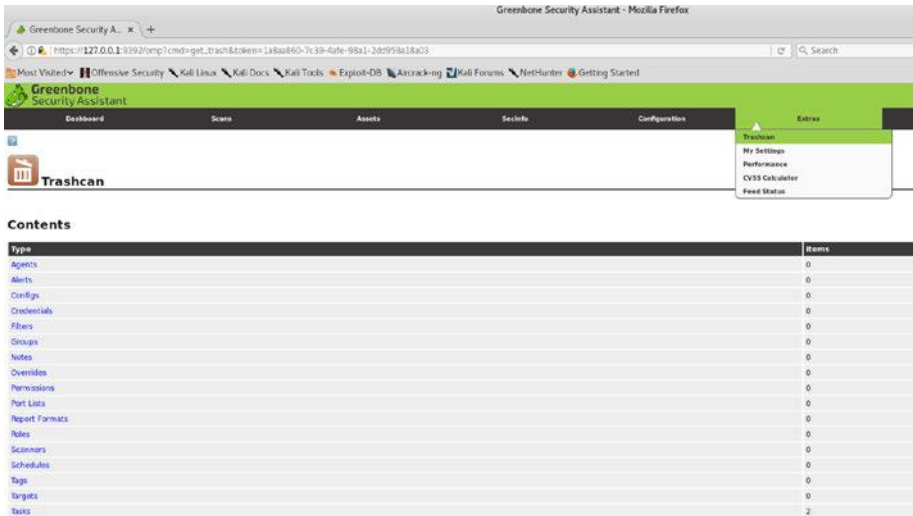 Greenbone Security Assistant - Mozilla Firefox
Greenbone Security A... × +
https://127.0.0.1:9392/omp?cmd=get_trash&token=1a8aa860-7c39-4afe-98a1-2dd959a18a03
Search
Most Visited Offensive Security Kali Linux Kali Docs Kali Tools Exploit-DB Aircrack-ng Kali Forums NetHunter Getting Started
Greenbone
Security Assistant
Dashboard Scans Assets SecInfo Configuration Extras
Trashcan
My Settings
Performance
CVSS Calculator
Feed Status
Trashcan
Contents
Type Items
Agents 0
Alerts 0
Configs 0
Credentials 0
Filters 0
Groups 0
Notes 0
Overrides 0
Permissions 0
Port Lists 0
Report Formats 0
Roles 0
Scanners 0
Schedules 0
Tags 0
Targets 0
Tasks 2